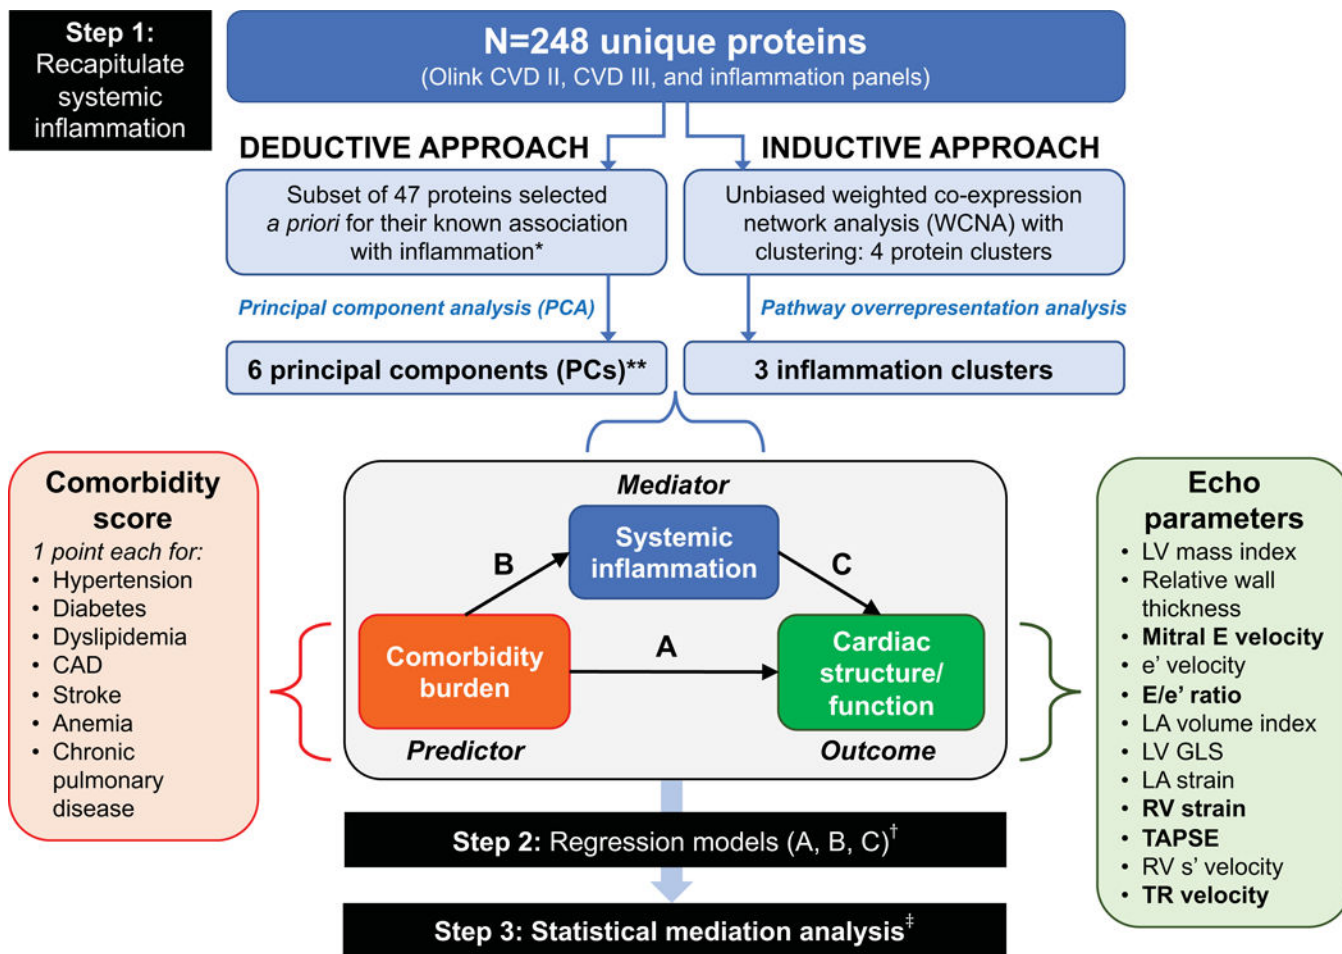 Step 1:
Recapitulate
systemic
inflammation
N=248 unique proteins
(Olink CVD II, CVD III, and inflammation panels)
DEDUCTIVE APPROACH
Subset of 47 proteins selected
a priori for their known association
with inflammation*
Principal component analysis (PCA)
6 principal components (PCs)**
INDUCTIVE APPROACH
Unbiased weighted co-expression
network analysis (WCNA) with
clustering: 4 protein clusters
Pathway overrepresentation analysis
3 inflammation clusters
Comorbidity
score
1 point each for:
• Hypertension
• Diabetes
• Dyslipidemia
• CAD
• Stroke
• Anemia
• Chronic
pulmonary
disease
Mediator
Systemic
inflammation
B
C
A
Comorbidity
burden
Predictor
Cardiac
structure/
function
Outcome
Echo
parameters
• LV mass index
• Relative wall
thickness
• Mitral E velocity
• e’ velocity
• E/e’ ratio
• LA volume index
• LV GLS
• LA strain
• RV strain
• TAPSE
• RV s’ velocity
• TR velocity
Step 2: Regression models (A, B, C)†
Step 3: Statistical mediation analysis‡